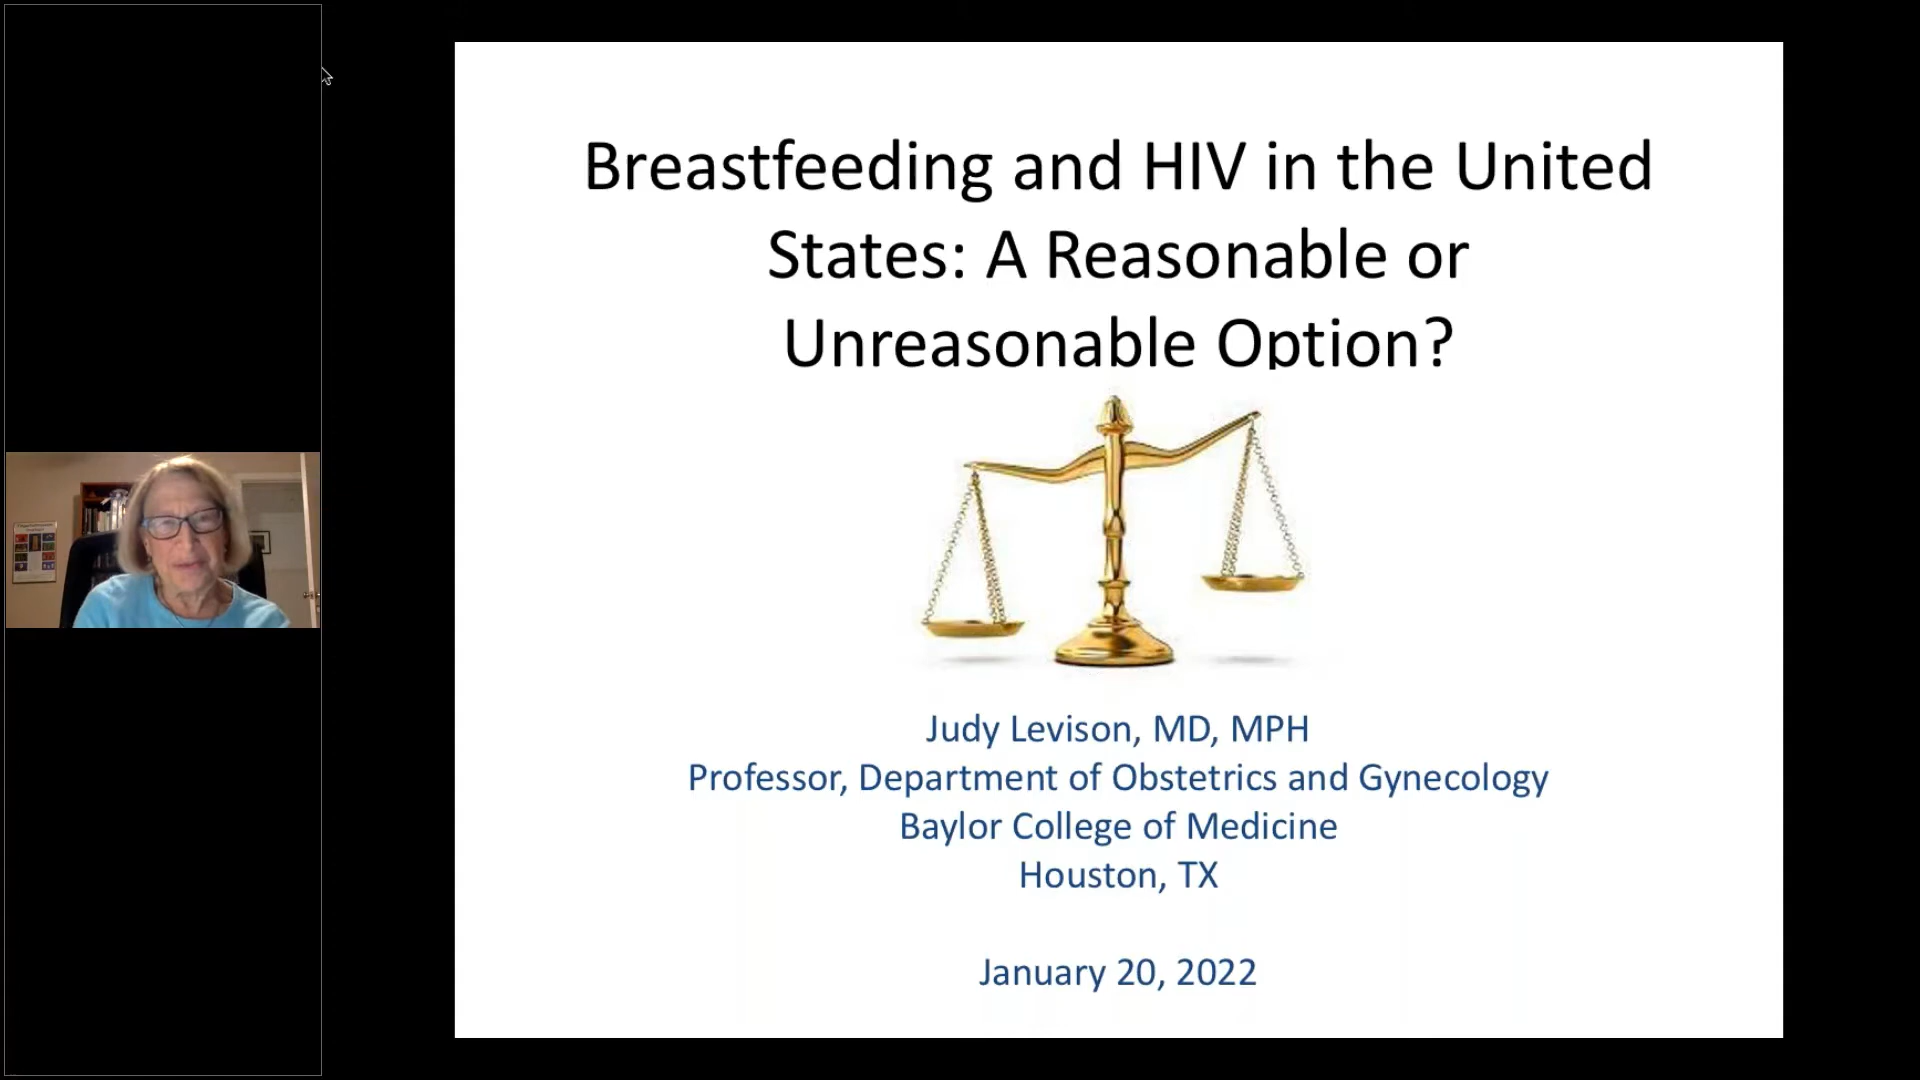 Breastfeeding and HIV in the United
States: A Reasonable or
Unreasonable Option?
Judy Levison, MD, MPH
Professor, Department of Obstetrics and Gynecology
Baylor College of Medicine
Houston, TX
January 20, 2022